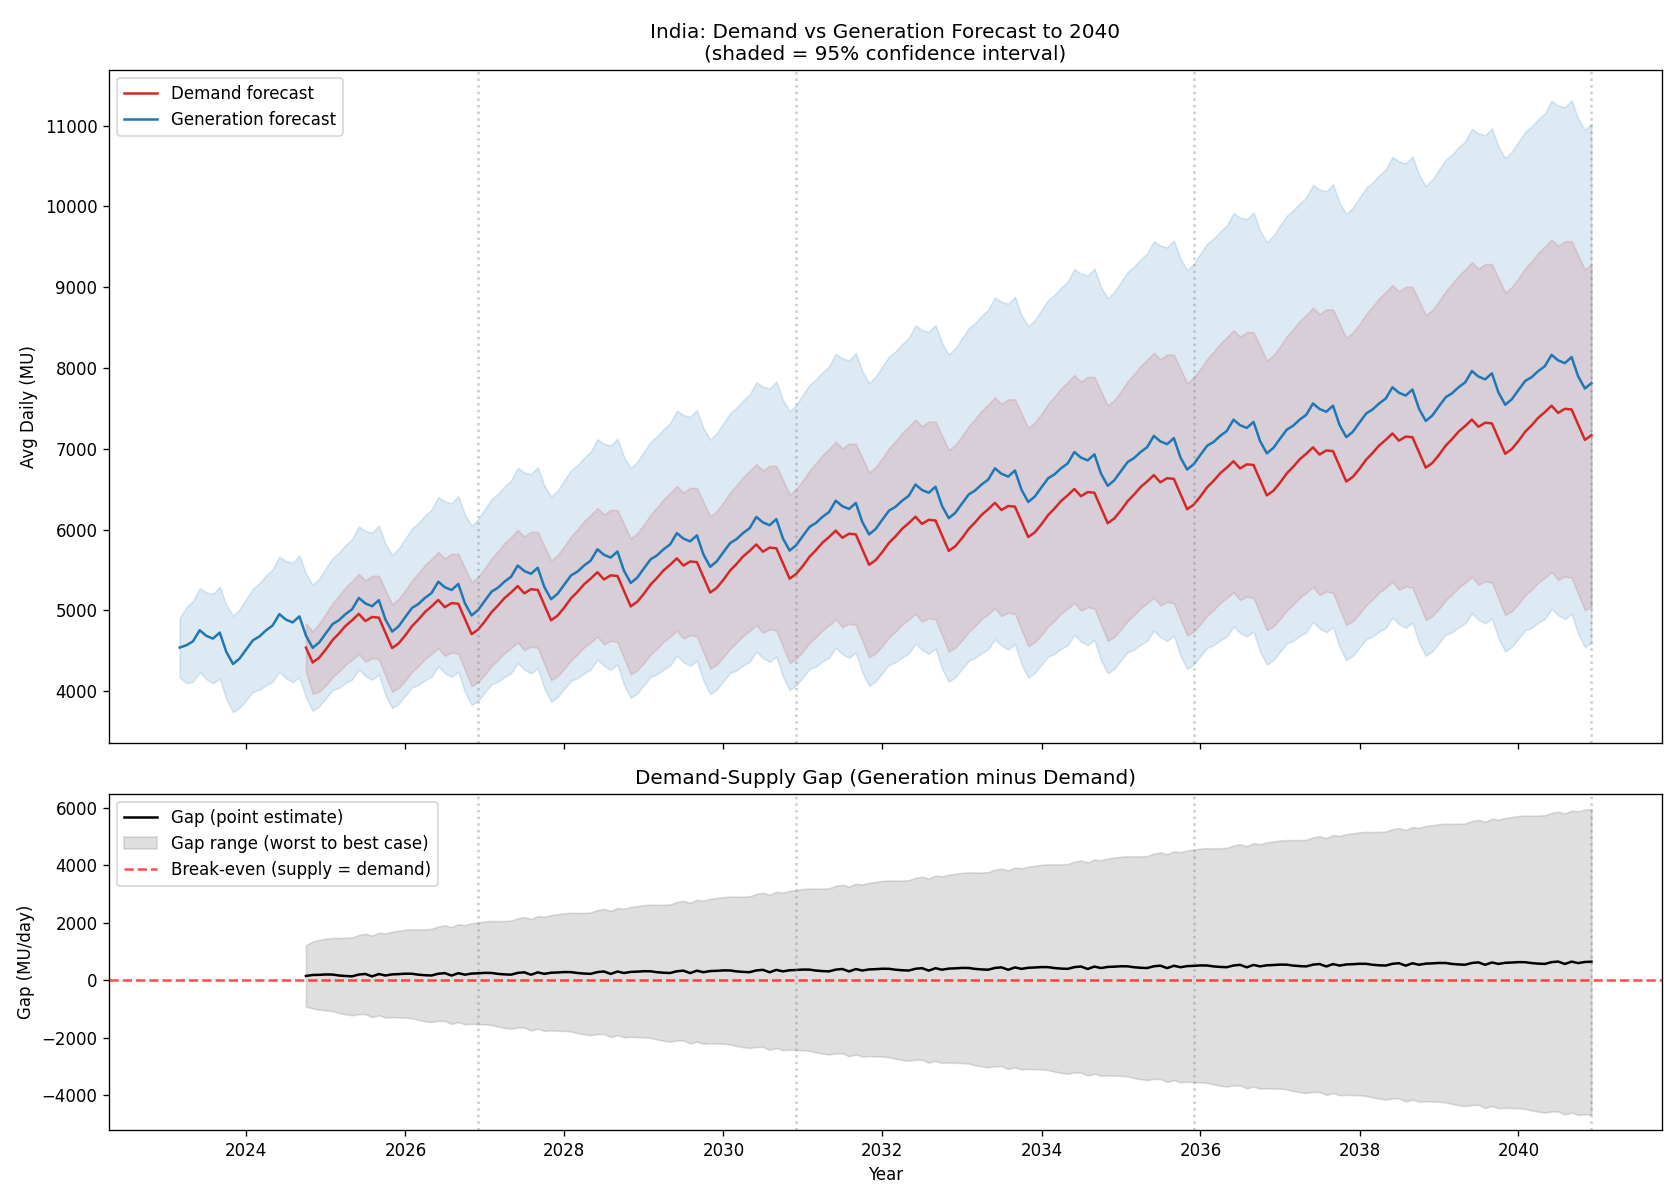 India: Demand vs Generation Forecast to 2040
(shaded = 95% confidence interval)
Demand forecast
Generation forecast
11000
10000
9000
8000
7000
6000
5000
4000
Avg Daily (MU)
Demand-Supply Gap (Generation minus Demand)
Gap (point estimate)
Gap range (worst to best case)
Break-even (supply = demand)
6000
4000
2000
0
−2000
−4000
Gap (MU/day)
2024 2026 2028 2030 2032 2034 2036 2038 2040
Year